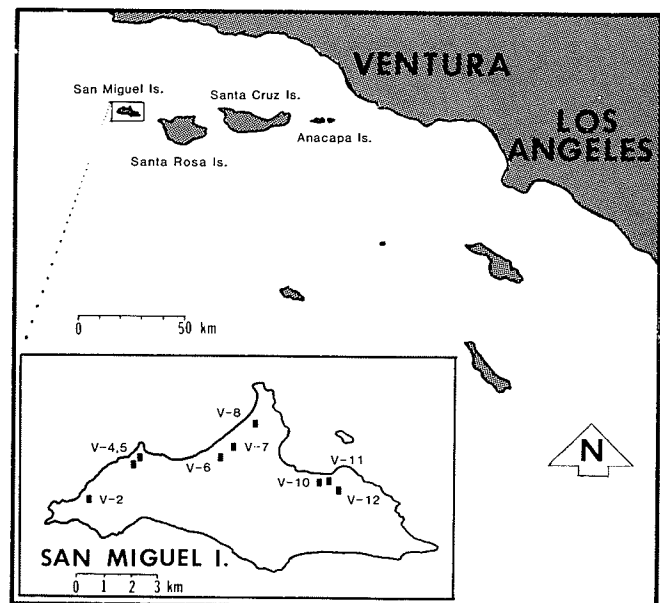 VENTURA
LOS
ANGELES
San Miguel Is.
Santa Cruz Is.
Santa Rosa Is.
Anacapa Is.
0 50 km
N
V-8
V-4,5
V-7
V-6
V-11
V-10
V-12
V-2
SAN MIGUEL I.
0 1 2 3 km